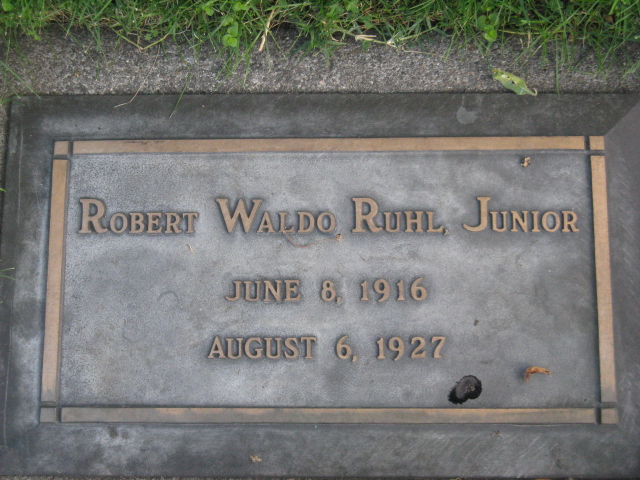 Robert Waldo Ruhl, Junior
June 8, 1916
August 6, 1927